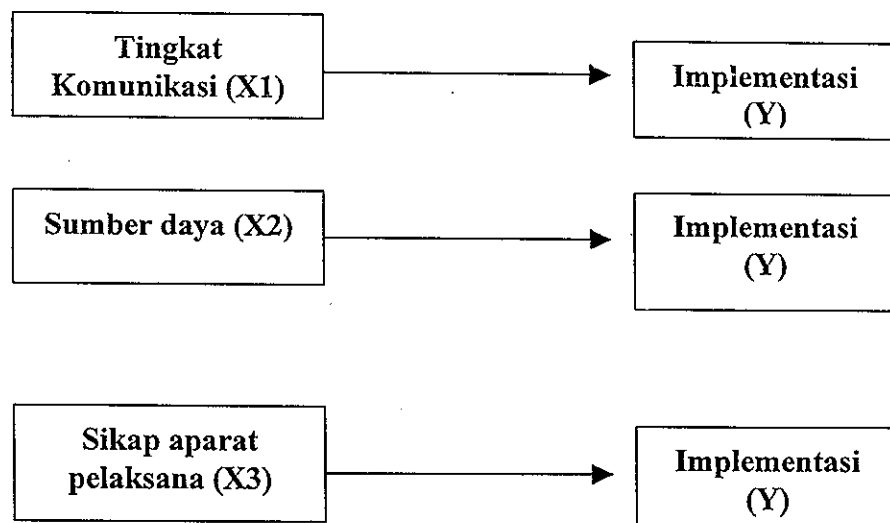 Tingkat
Komunikasi (X1)
Implementasi
(Y)
Sumber daya (X2)
Implementasi
(Y)
Sikap aparat
pelaksana (X3)
Implementasi
(Y)